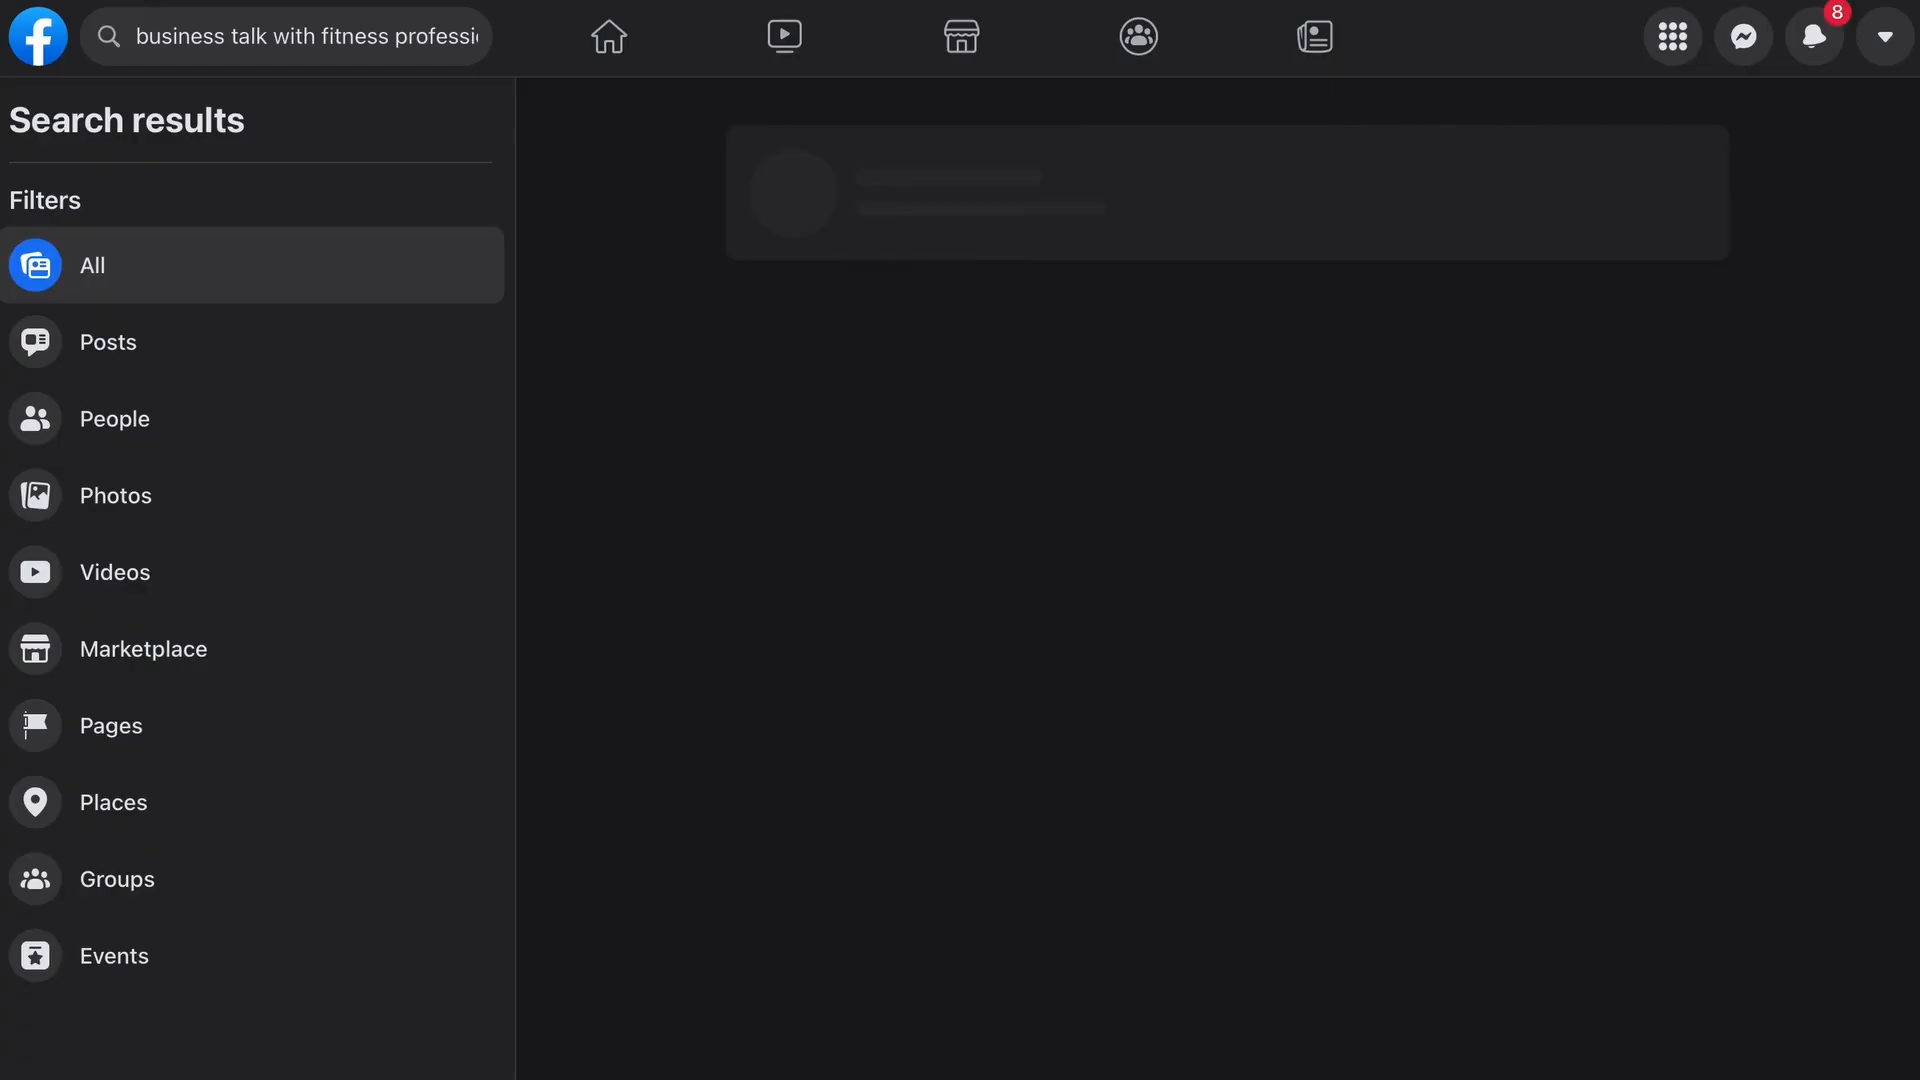 business talk with fitness professi
8
Search results
Filters
All
Posts
People
Photos
Videos
Marketplace
Pages
Places
Groups
Events